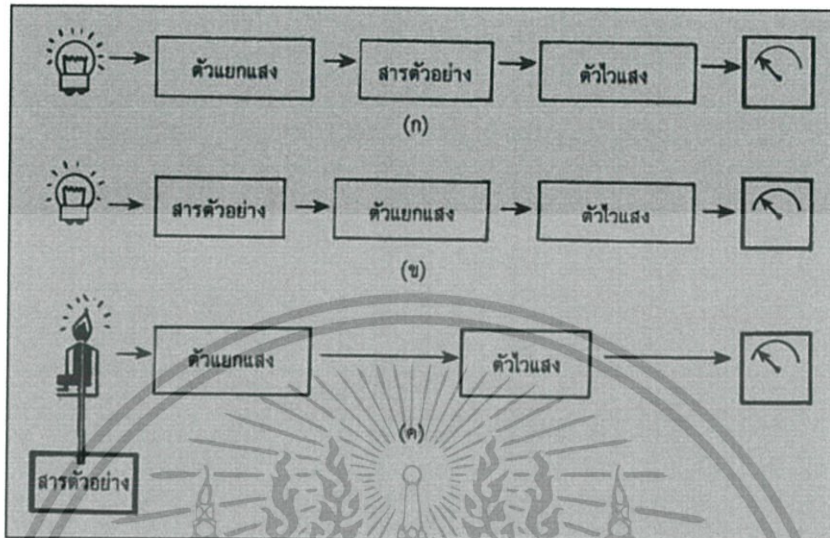 ตัวแยกแสง สารตัวอย่าง ตัวไวแสง
(ก)
สารตัวอย่าง ตัวแยกแสง ตัวไวแสง
(ข)
ตัวแยกแสง ตัวไวแสง
(ค)
สารตัวอย่าง